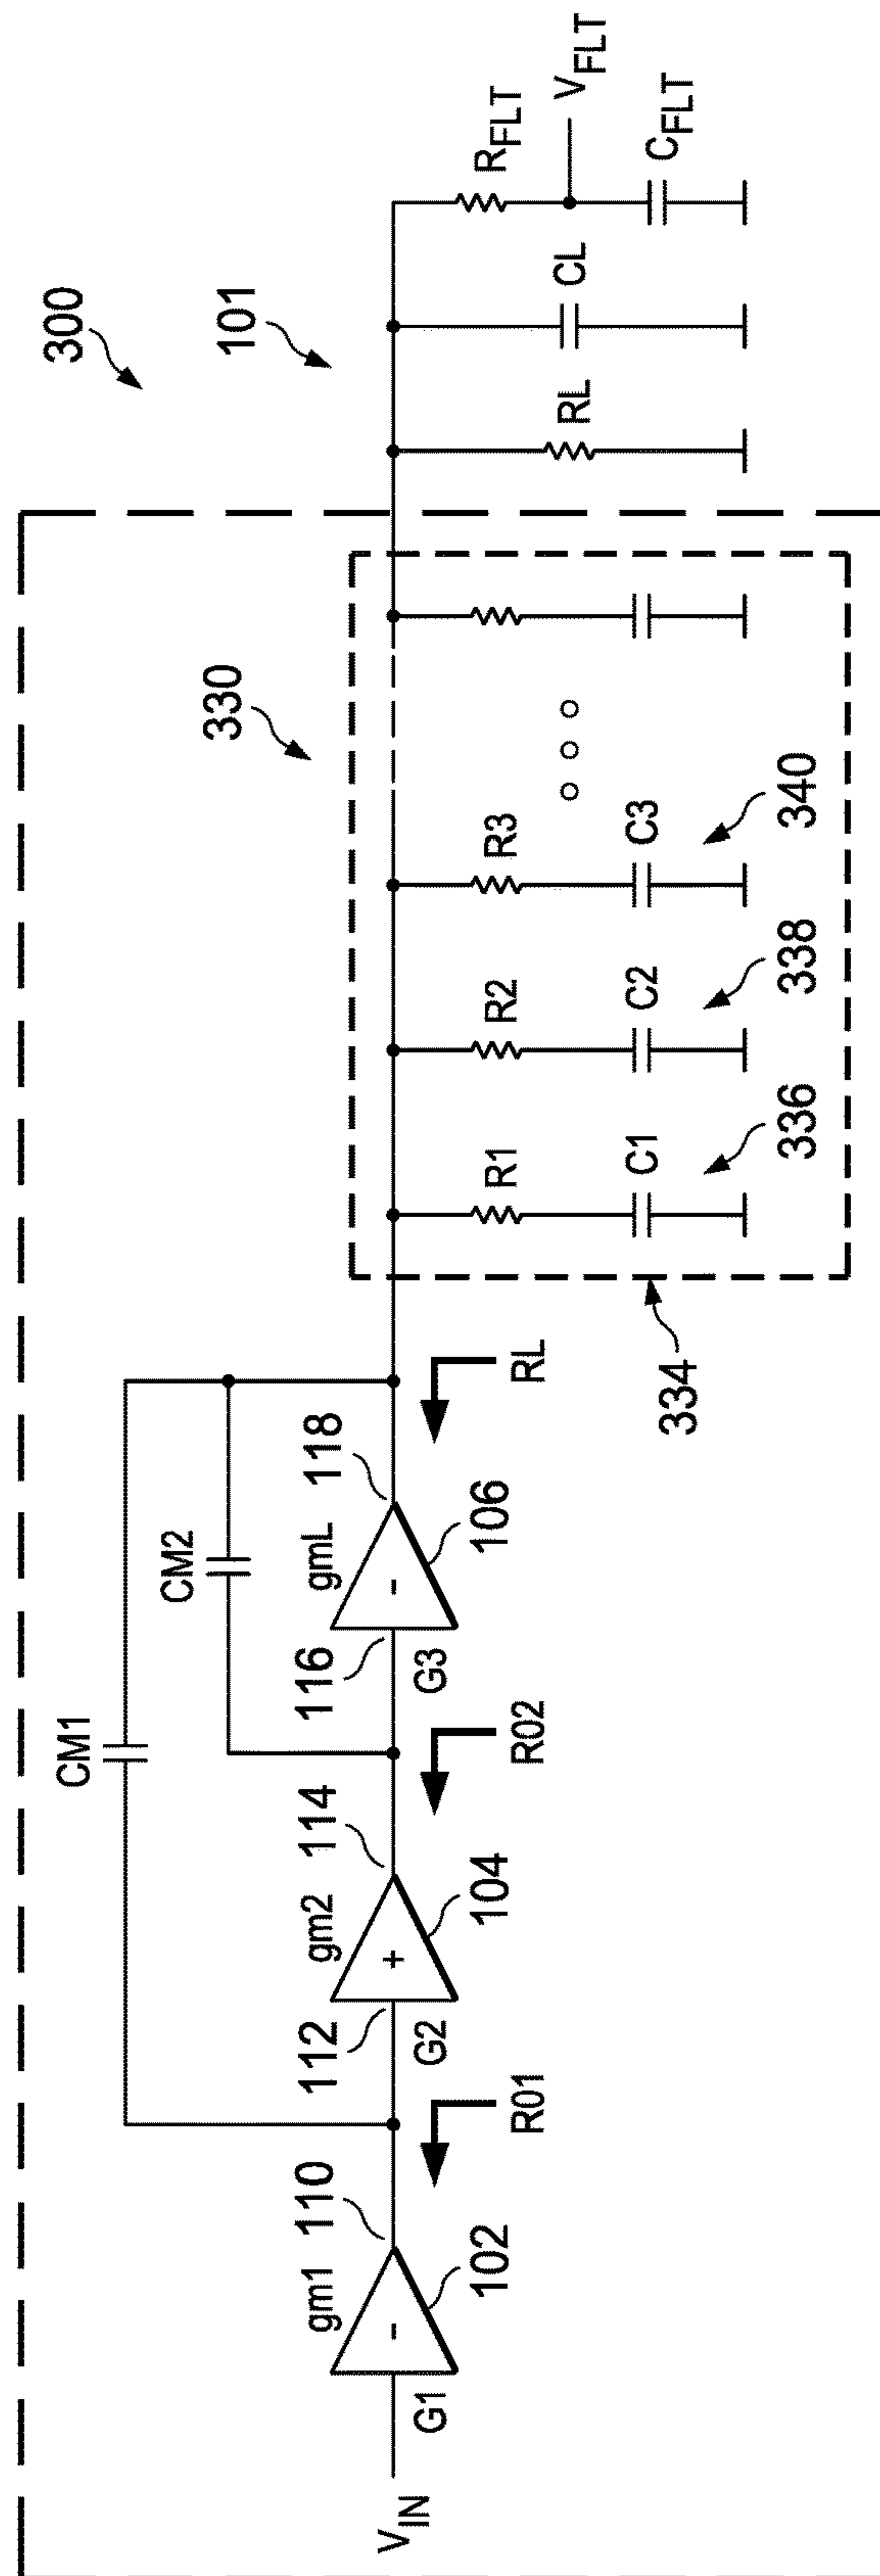 300
101
330
CM1
CM2
gm1
110
gm2
114
gmL
118
V_IN
G1
102
112
G2
104
116
G3
106
R01
R02
RL
R1
C1
336
R2
C2
338
R3
C3
340
334
RL
CL
R_FLT
V_FLT
C_FLT